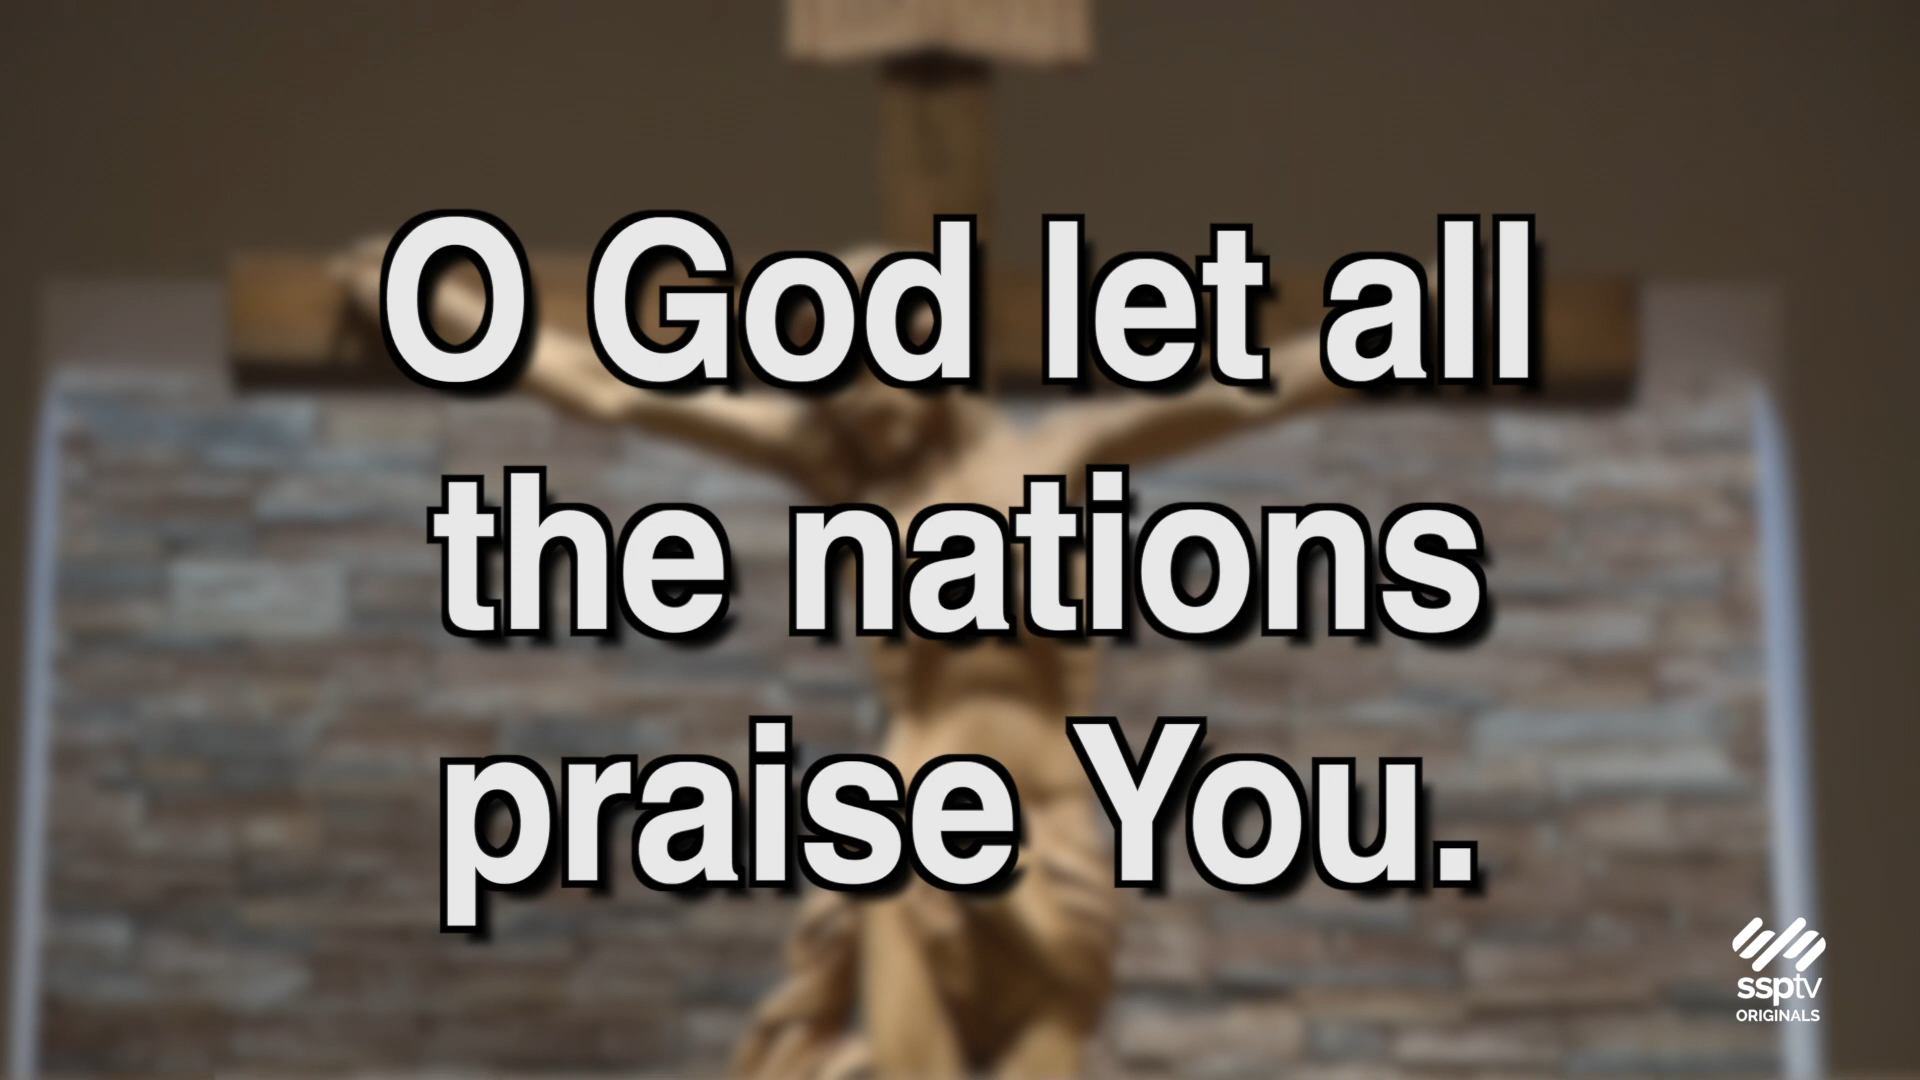 O God let all
the nations
praise You.
ssptv
ORIGINALS